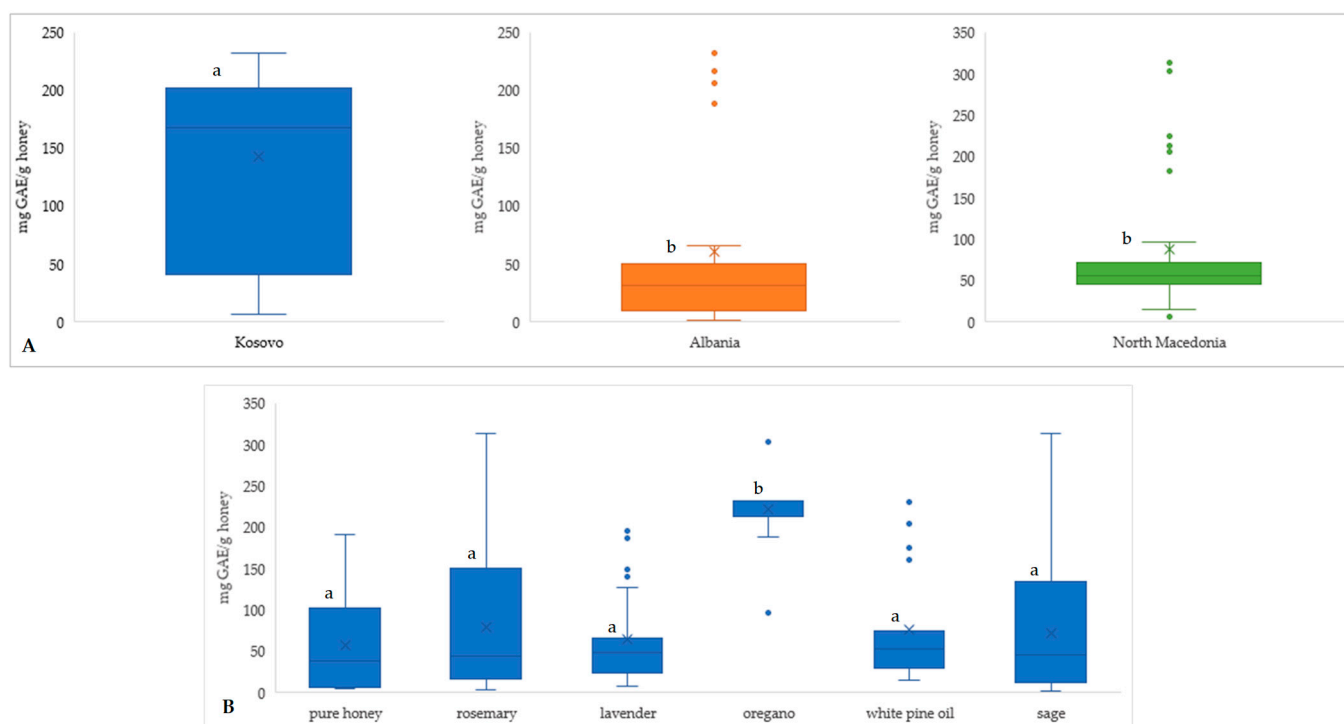 250
200
150
100
50
0
mg GAE/g honey
a
Kosovo
A
250
200
150
100
50
0
mg GAE/g honey
b
Albania
350
300
250
200
150
100
50
0
mg GAE/g honey
b
North Macedonia
350
300
250
200
150
100
50
0
mg GAE/g honey
a
a
a
b
a
a
pure honey rosemary lavender oregano white pine oil sage
B